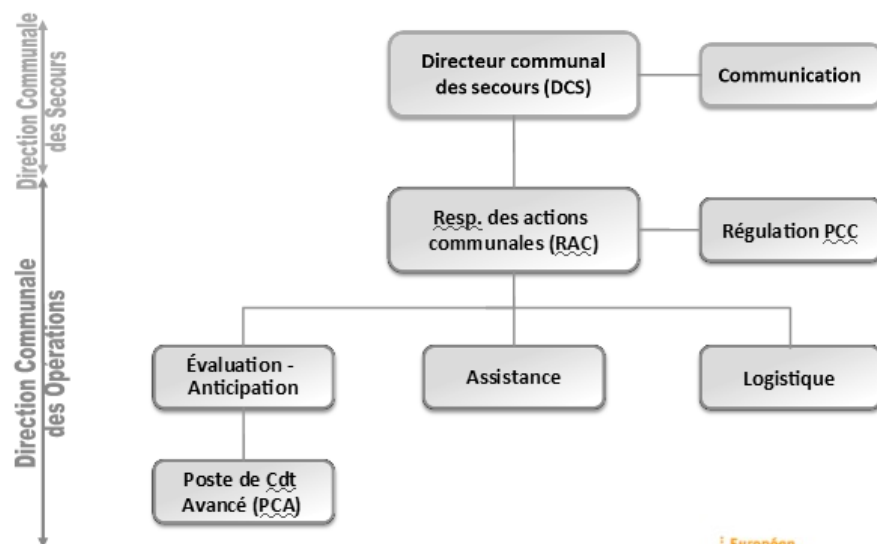 Direction Communale
des Secours
Directeur communal
des secours (DCS)
Communication
Direction Communale
des Opérations
Resp. des actions
communales (RAC)
Régulation PCC
Évaluation -
Anticipation
Assistance
Logistique
Poste de Cdt
Avancé (PCA)
Européen